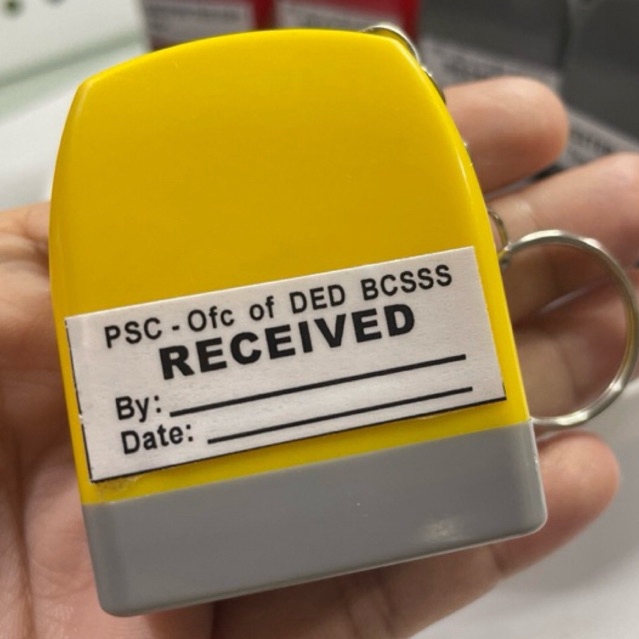 PSC - Ofc of DED BCSSS
RECEIVED
By:
Date: